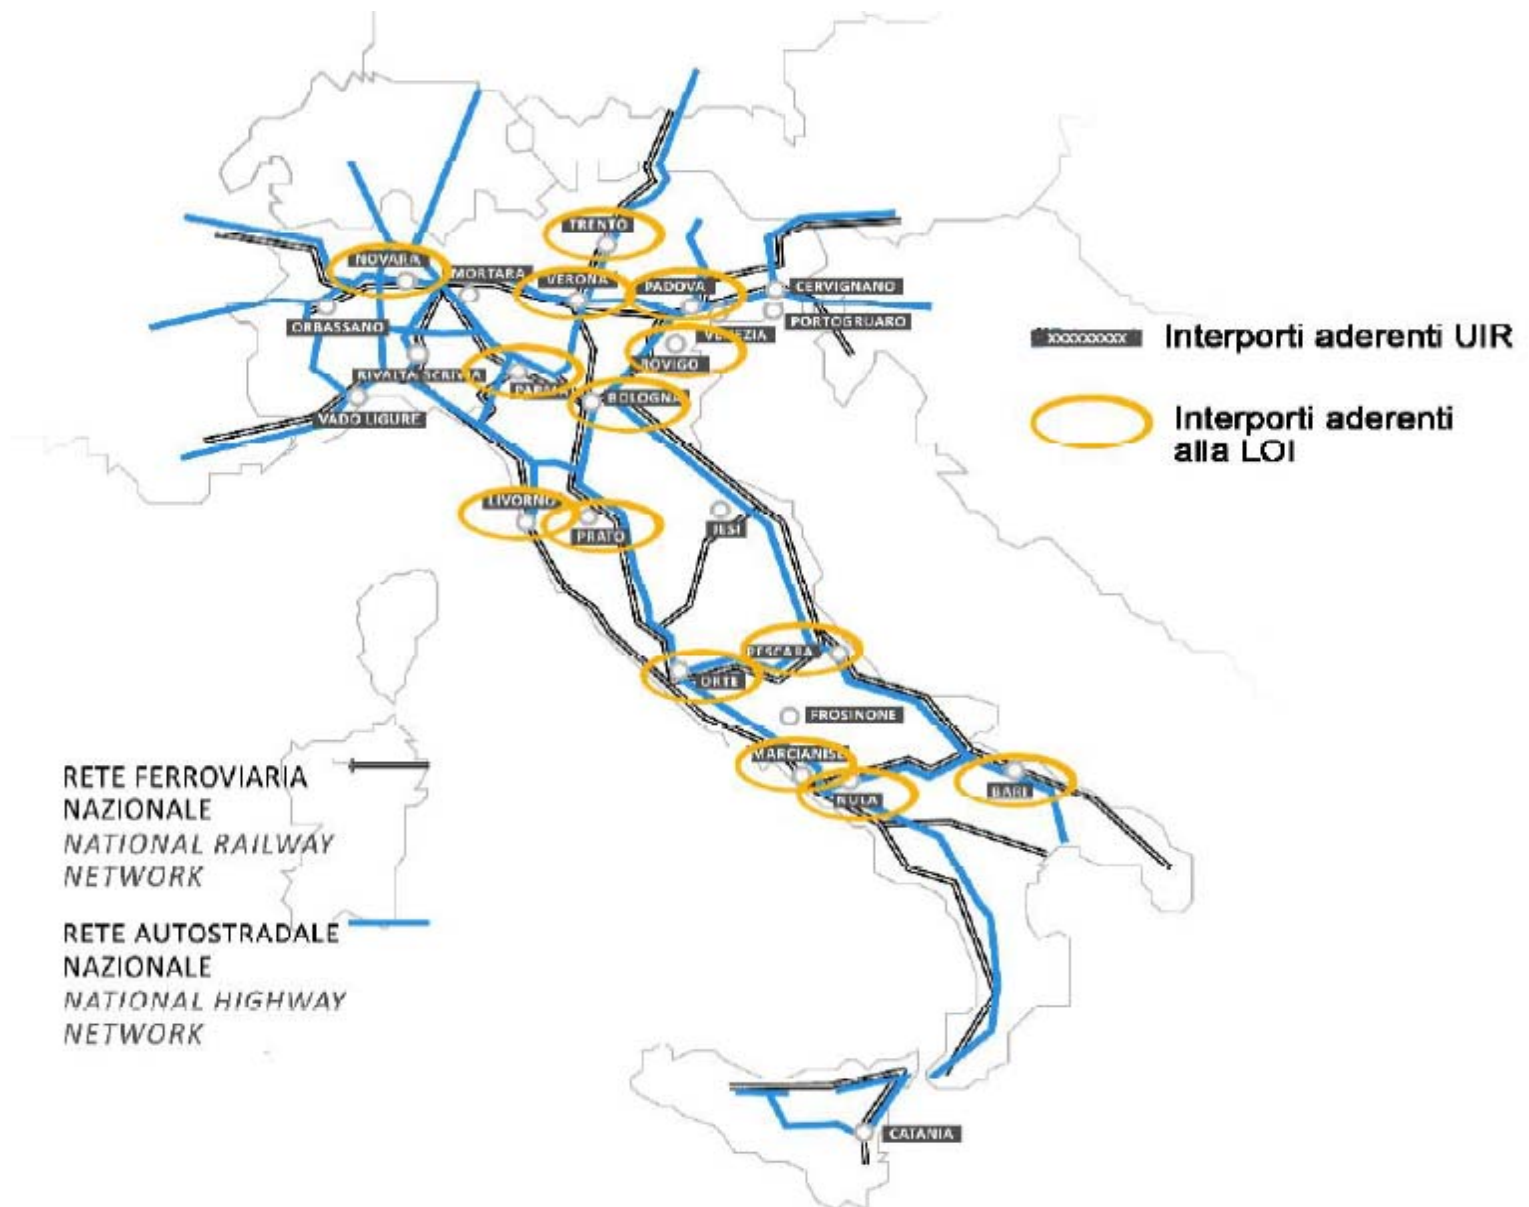 TRENTO
NOVARA
MORTARA
VERONA
PADOVA
CERVIGNANO
ORBASSANO
PORTOGRUARO
VENEZIA
ROVIGO
RIVALTA SCRIVIA
PARMA
BOLOGNA
VADO LIGURE
LIVORNO
PRATO
JESI
PESCARA
ORTE
FROSINONE
MARCIANISE
NOLA
BARI
CATANIA
xxxxxxxxx Interporti aderenti UIR
Interporti aderenti
alla LOI
RETE FERROVIARIA
NAZIONALE
NATIONAL RAILWAY
NETWORK
RETE AUTOSTRADALE
NAZIONALE
NATIONAL HIGHWAY
NETWORK